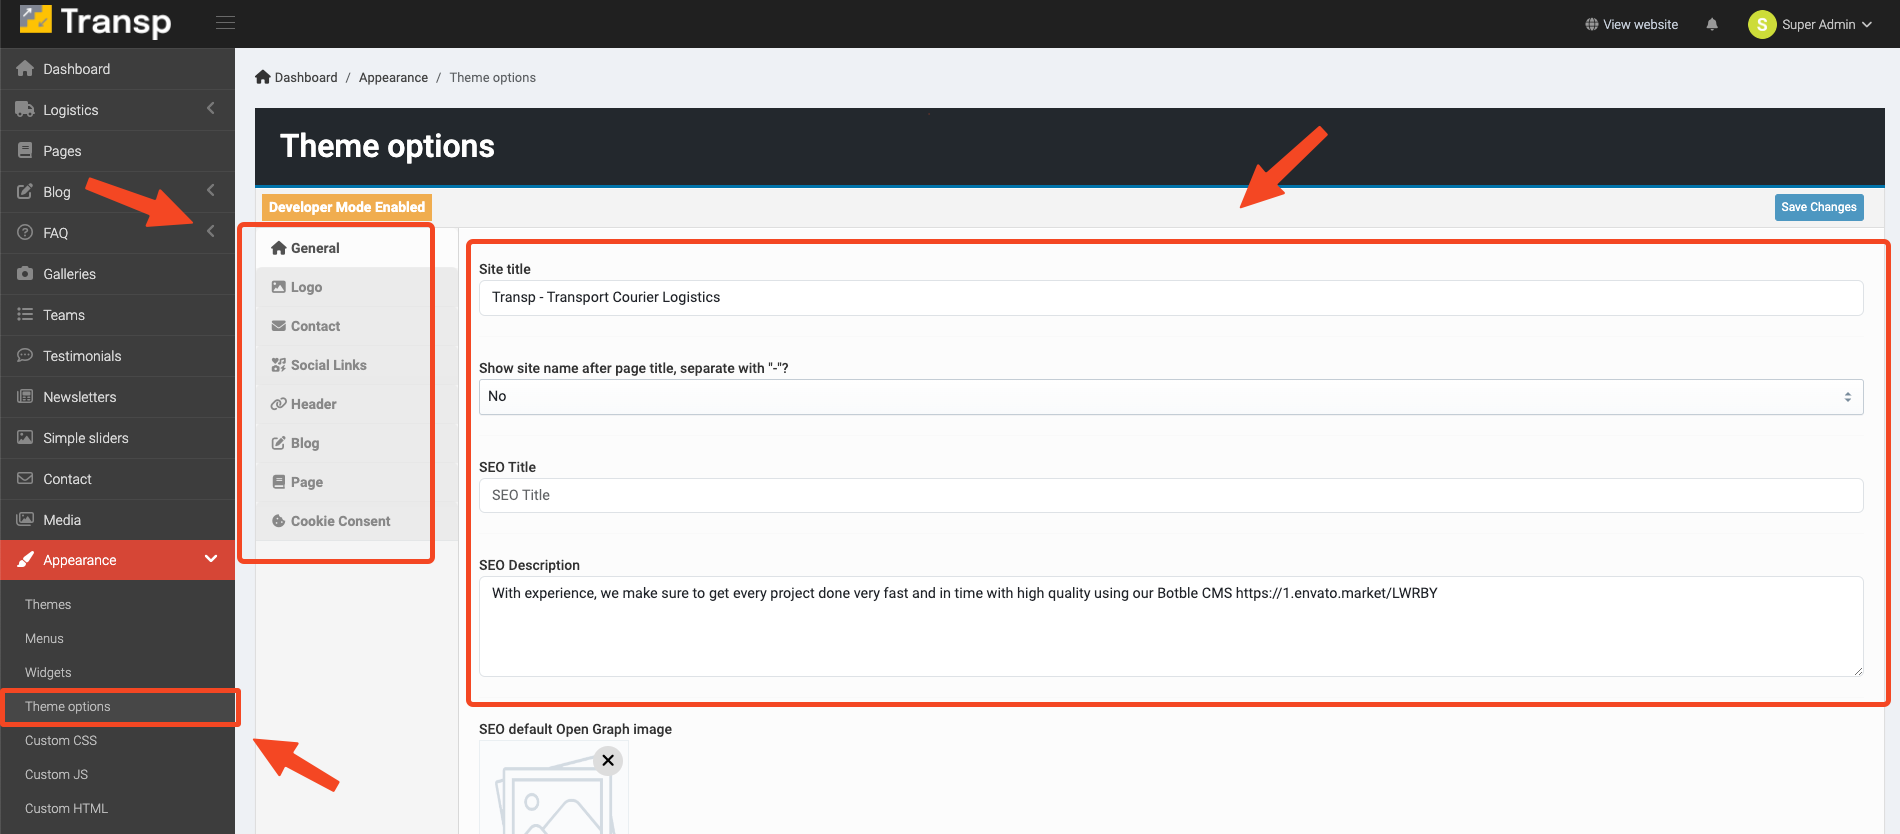 Transp
View website
S
Super Admin
Dashboard
Logistics
Pages
Blog
FAQ
Galleries
Teams
Testimonials
Newsletters
Simple sliders
Contact
Media
Appearance
Themes
Menus
Widgets
Theme options
Custom CSS
Custom JS
Custom HTML
Dashboard / Appearance / Theme options
Theme options
Developer Mode Enabled
Save Changes
General
Logo
Contact
Social Links
Header
Blog
Page
Cookie Consent
Site title
Transp - Transport Courier Logistics
Show site name after page title, separate with "-"?
No
SEO Title
SEO Title
SEO Description
With experience, we make sure to get every project done very fast and in time with high quality using our Botble CMS https://1.envato.market/LWRBY
SEO default Open Graph image